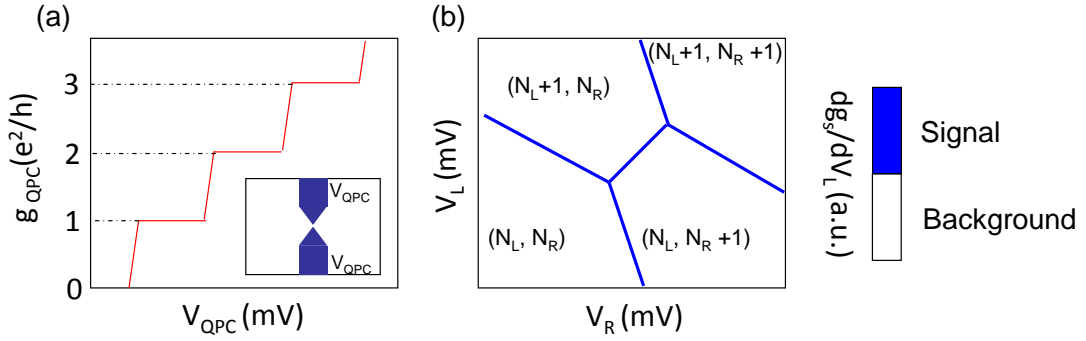 (a)
g QPC (e²/h)
3
2
1
0
V QPC
V QPC
V QPC (mV)
(b)
V L (mV)
(N L+1, N R +1)
(N L+1, N R)
(N L, N R)
(N L, N R +1)
V R (mV)
dg s/dV L (a.u.)
Signal
Background